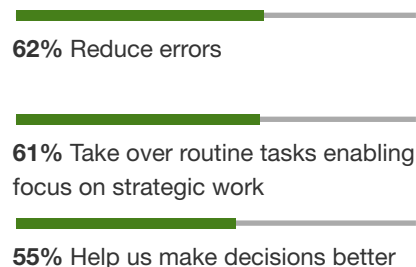 62% Reduce errors
61% Take over routine tasks enabling
focus on strategic work
55% Help us make decisions better